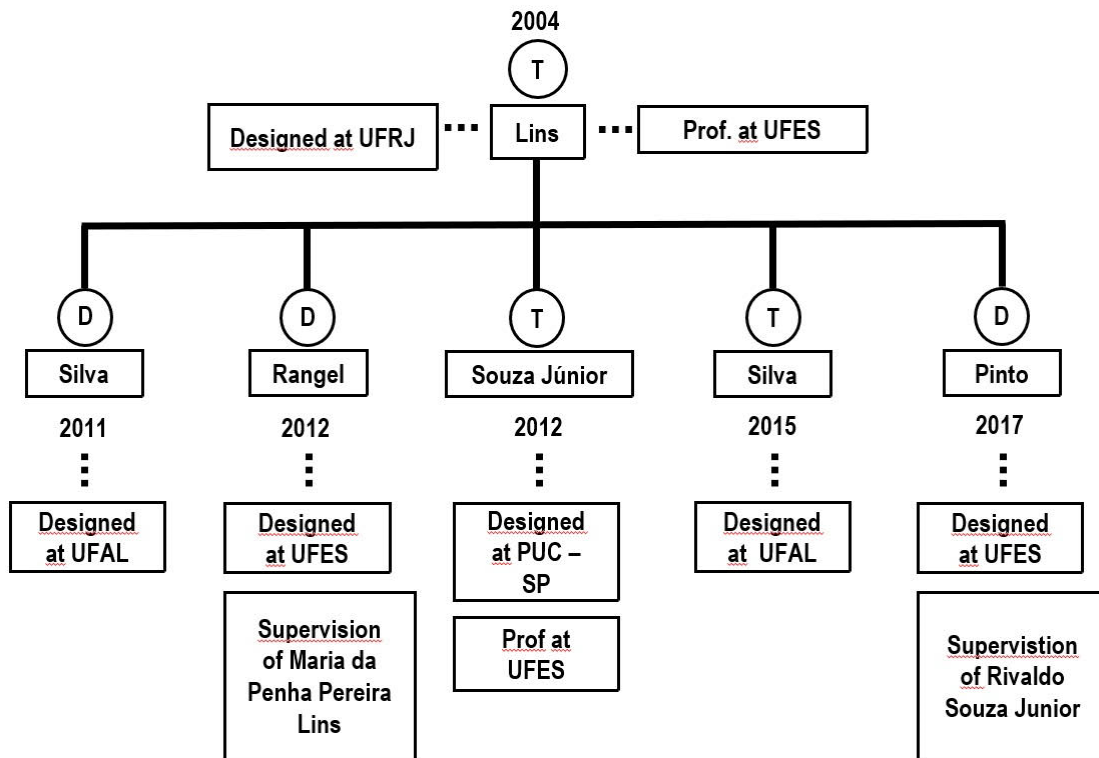 2004
T
Designed at UFRJ
Lins
Prof. at UFES
D
D
T
T
D
Silva
Rangel
Souza Júnior
Silva
Pinto
2011
2012
2012
2015
2017
Designed
at UFAL
Designed
at UFES
Designed
at PUC –
SP
Designed
at UFAL
Designed
at UFES
Supervision
of Maria da
Penha Pereira
Lins
Prof at
UFES
Supervistion
of Rivaldo
Souza Junior